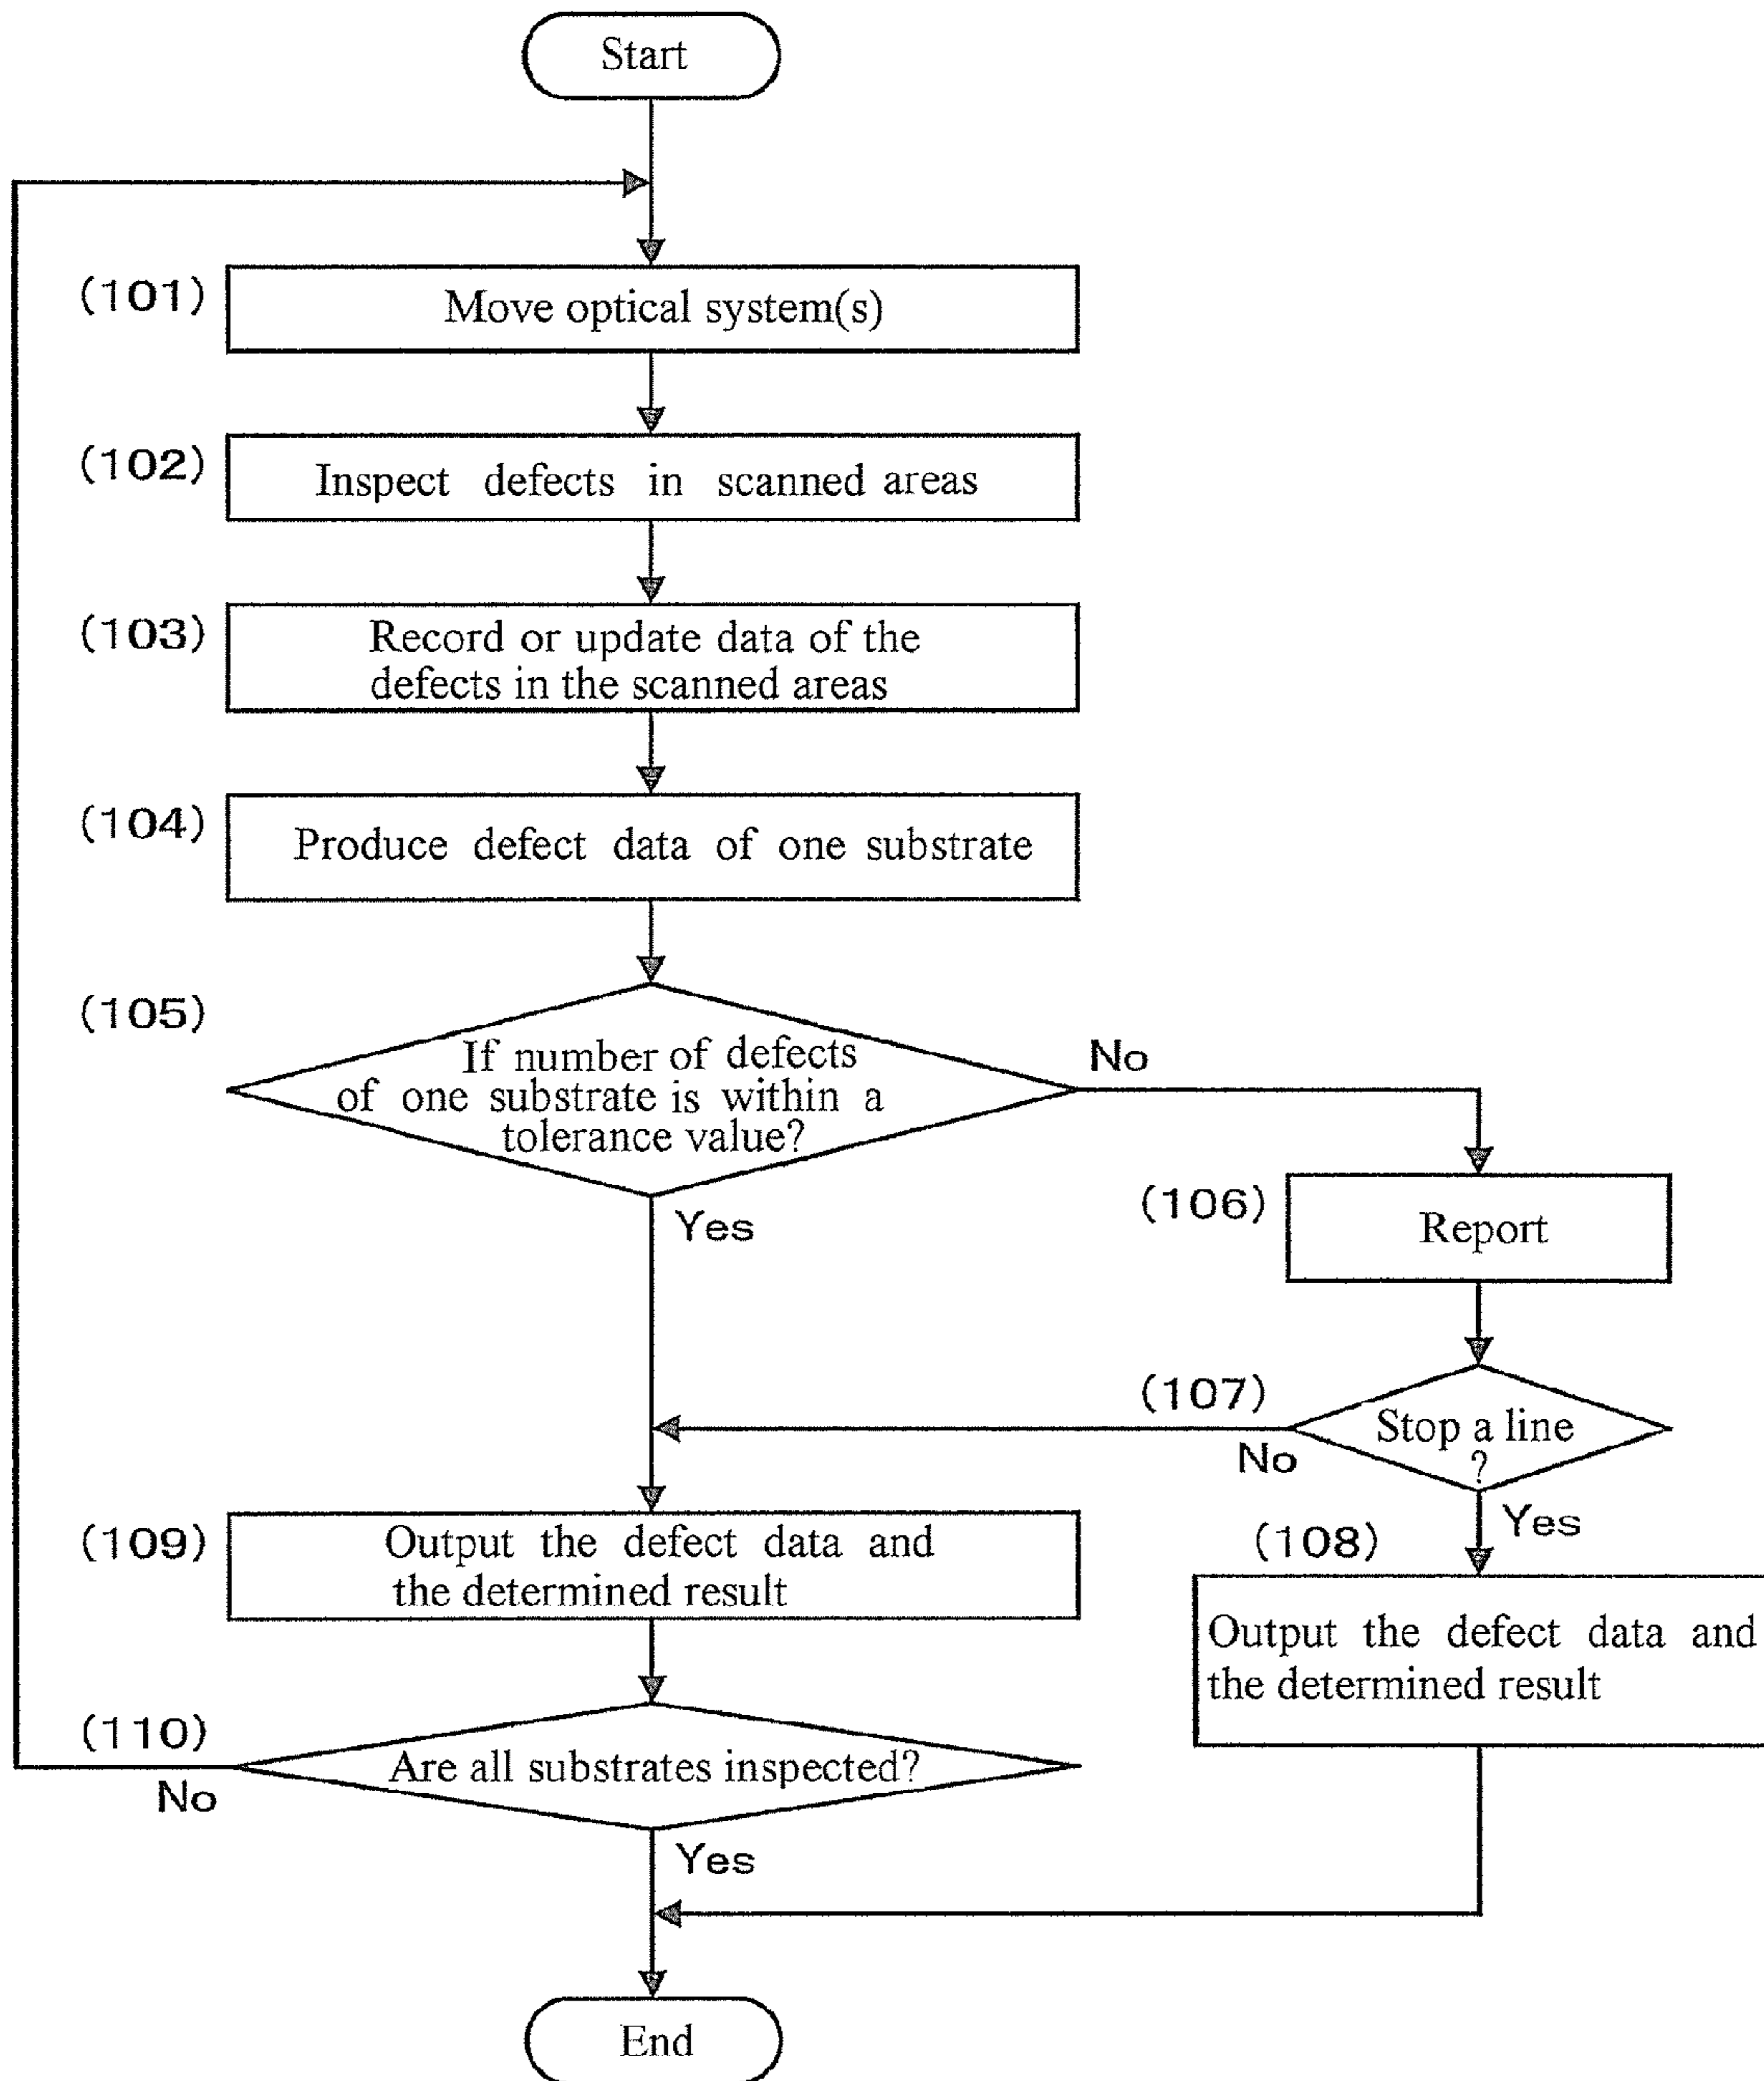 Start
(101)
Move optical system(s)
(102)
Inspect defects in scanned areas
(103)
Record or update data of the
defects in the scanned areas
(104)
Produce defect data of one substrate
(105)
If number of defects
of one substrate is within a
tolerance value?
No
Yes
(106)
Report
(107)
Stop a line
?
No
Yes
(108)
Output the defect data and
the determined result
(109)
Output the defect data and
the determined result
(110)
Are all substrates inspected?
No
Yes
End